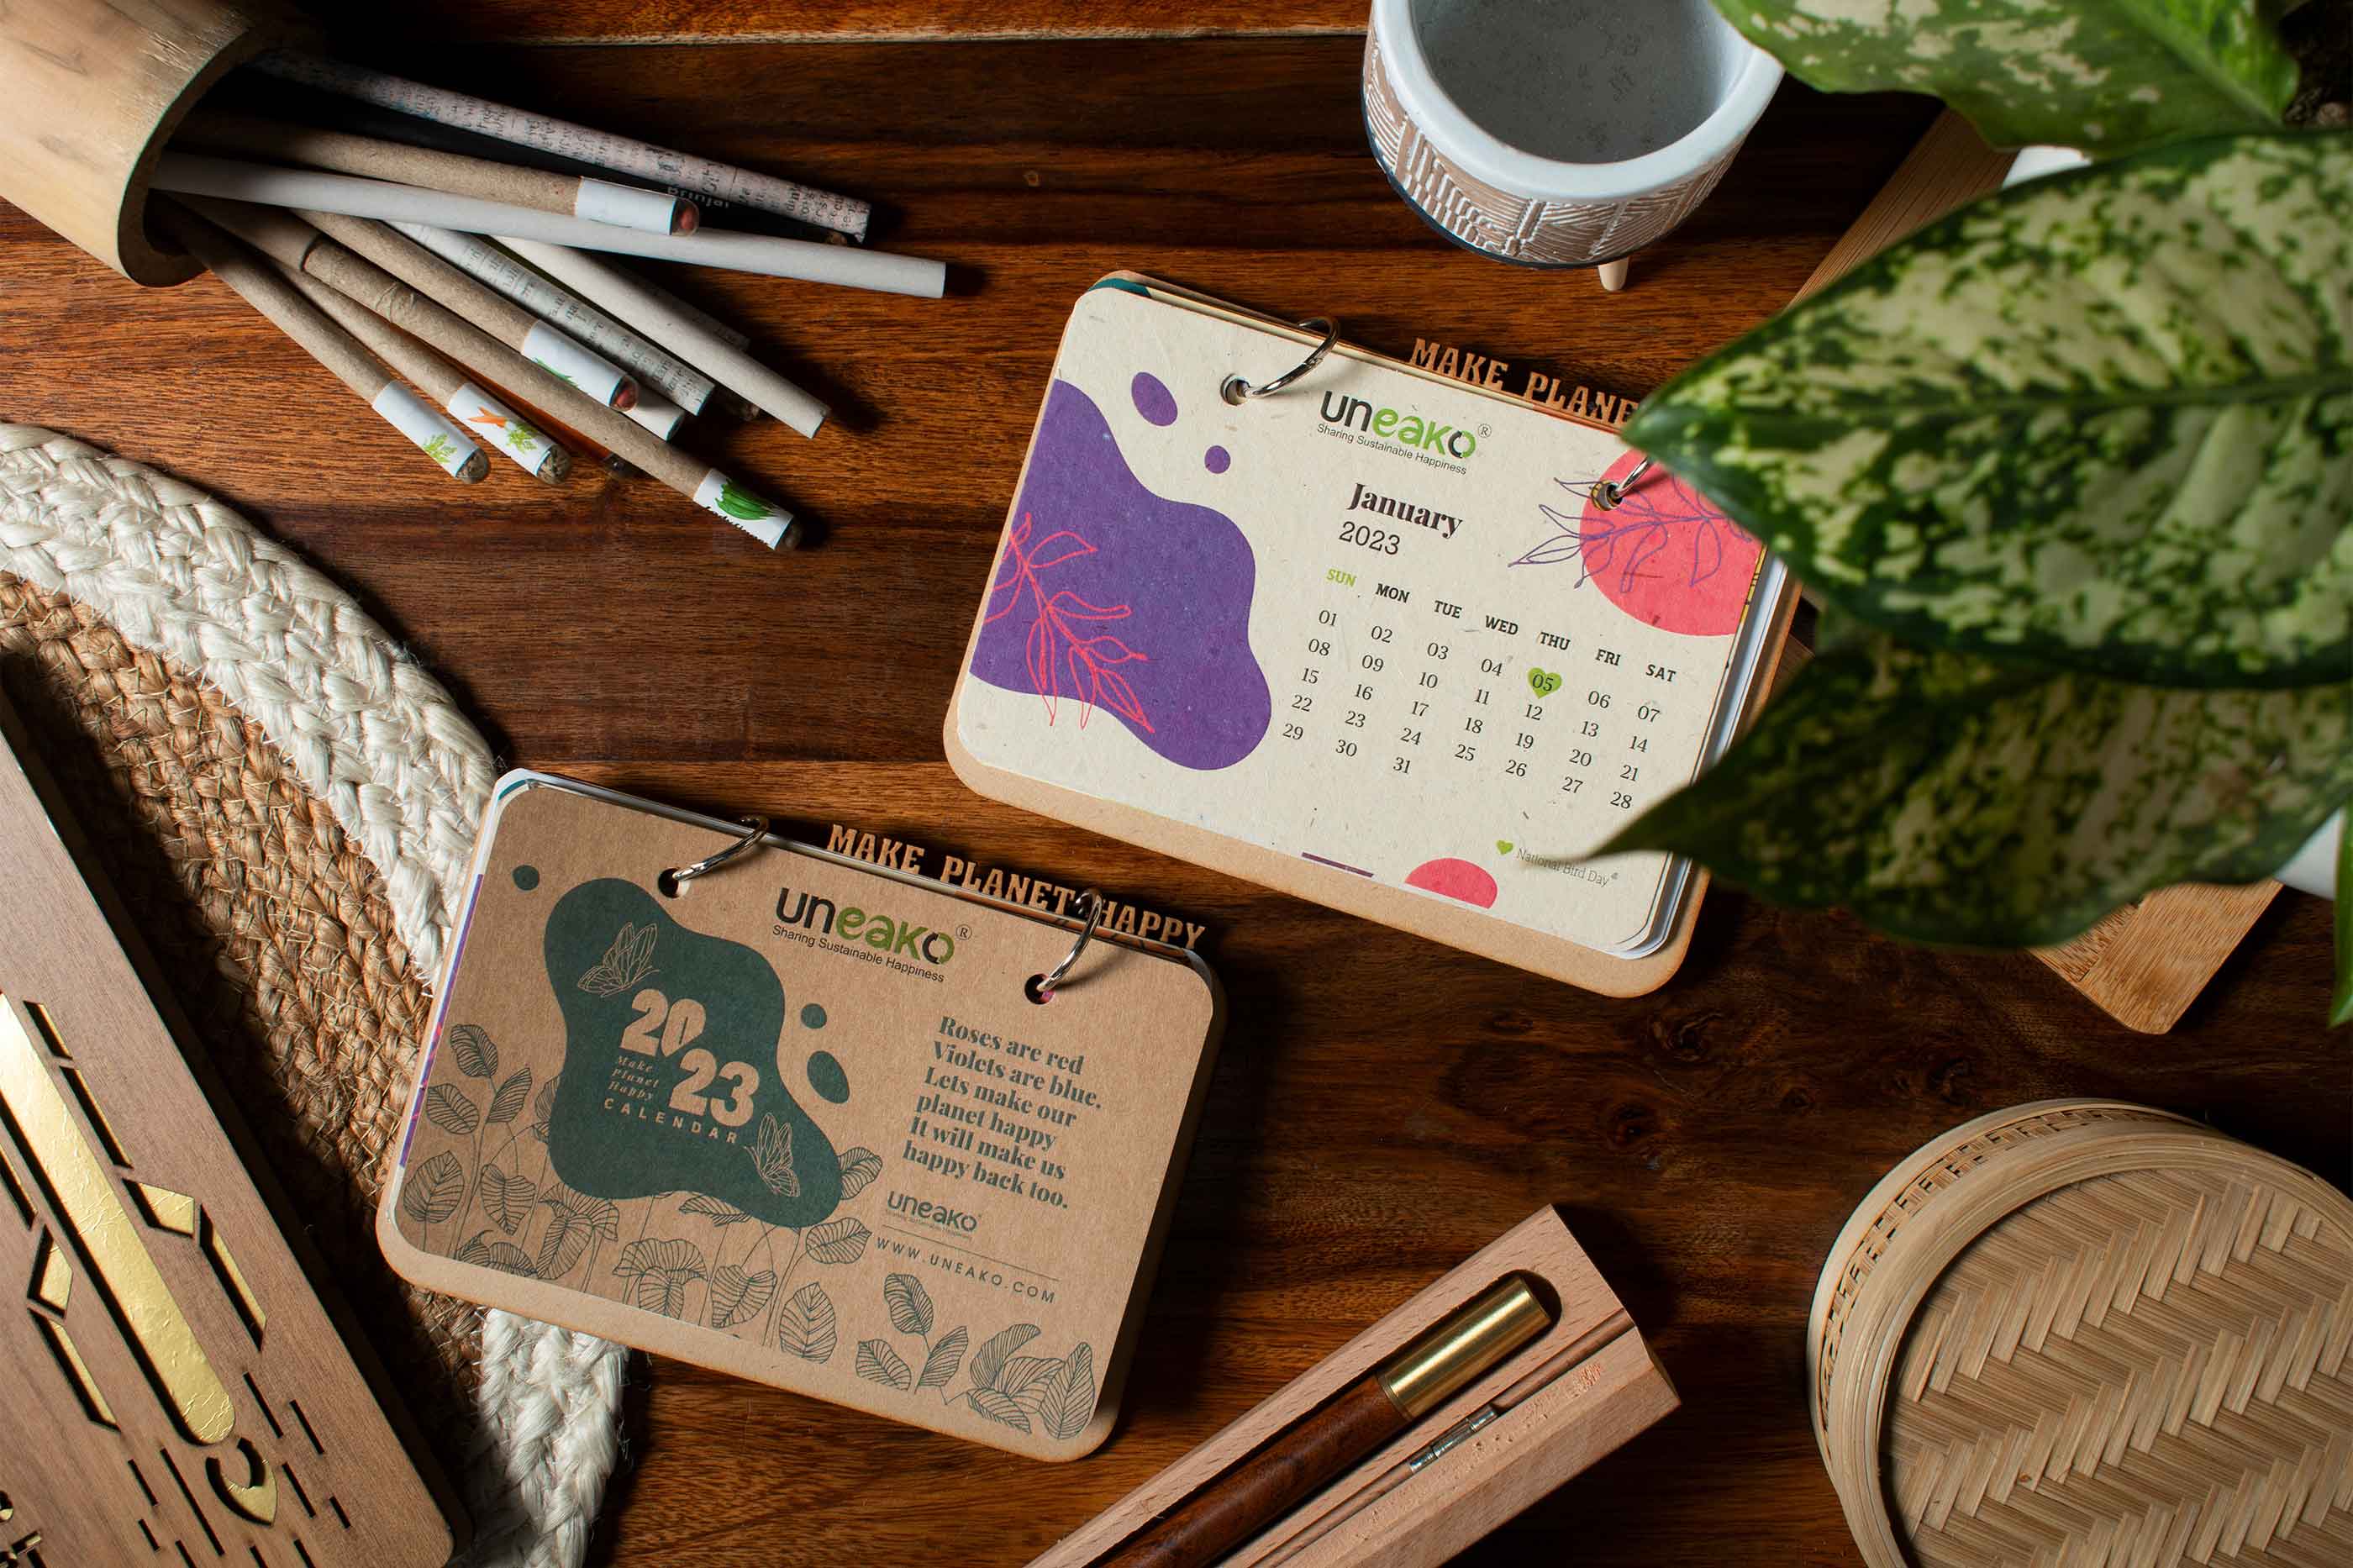 MAKE PLANE
uneako®
Sharing Sustainable Happiness
January
2023
SUN MON TUE WED THU FRI SAT
01 02 03 04 05 06 07
08 09 10 11 12 13 14
15 16 17 18 19 20 21
22 23 24 25 26 27 28
29 30 31
National Bird Day
MAKE PLANET HAPPY
uneako®
Sharing Sustainable Happiness
2023
Make
Planet
Happy
CALENDAR
Roses are red
Violets are blue.
Lets make our
planet happy
It will make us
happy back too.
uneako
WWW.UNEAKO.COM